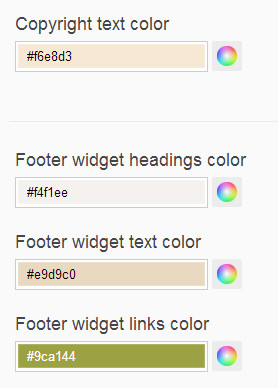 Copyright text color
#f6e8d3
Footer widget headings color
#f4f1ee
Footer widget text color
#e9d9c0
Footer widget links color
#9ca144